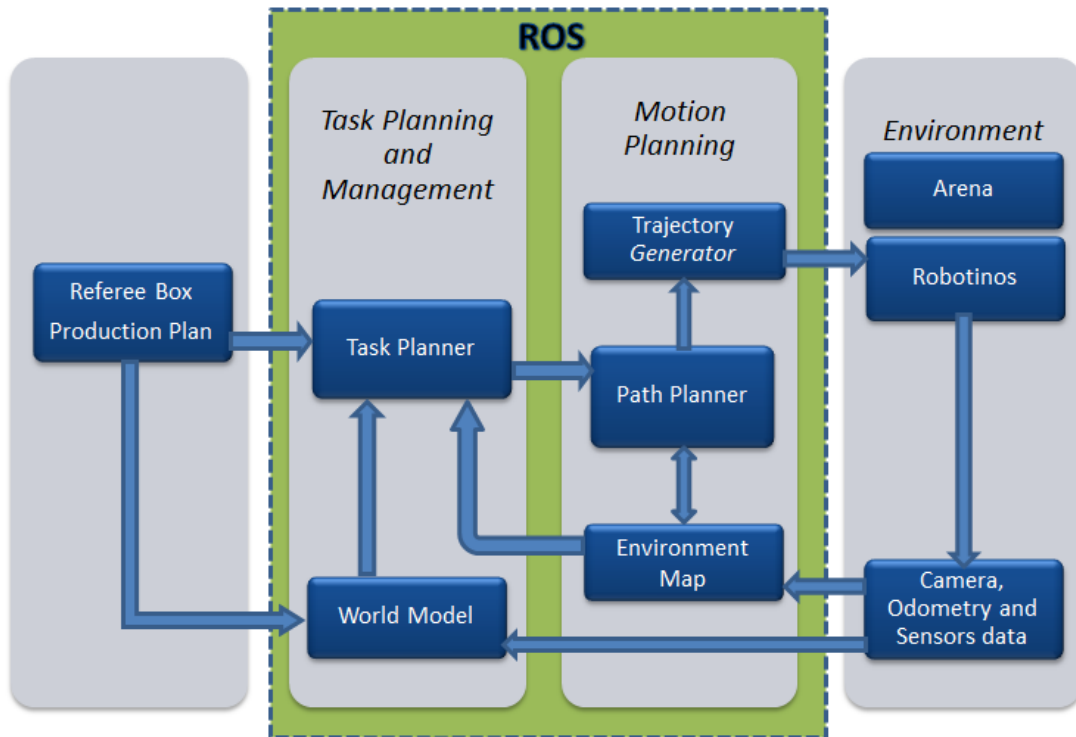 ROS
Task Planning
and
Management
Motion
Planning
Environment
Arena
Trajectory
Generator
Robotinos
Referee Box
Production Plan
Task Planner
Path Planner
Environment
Map
World Model
Camera,
Odometry and
Sensors data